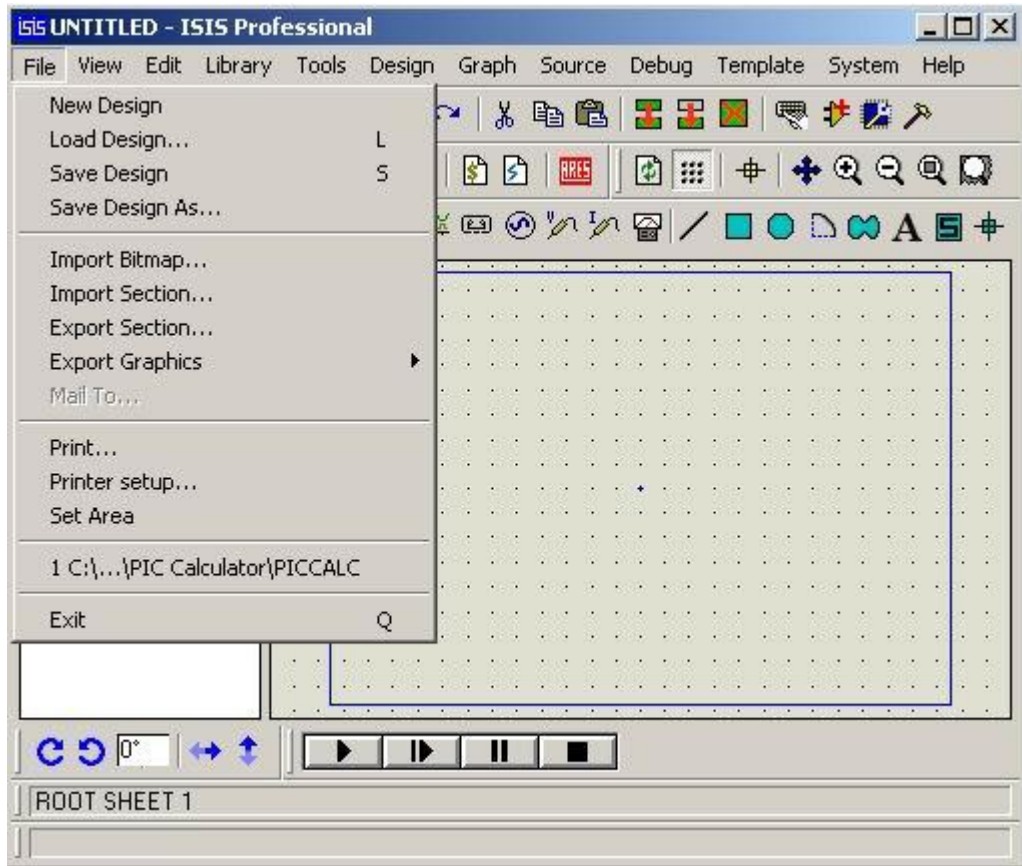 isis UNTITLED - ISIS Professional
File View Edit Library Tools Design Graph Source Debug Template System Help
New Design
Load Design... L
Save Design S
Save Design As...
Import Bitmap...
Import Section...
Export Section...
Export Graphics
Mail To...
Print...
Printer setup...
Set Area
1 C:\...\PIC Calculator\PICCALC
Exit Q
ARES
V I
A S
0°
ROOT SHEET 1